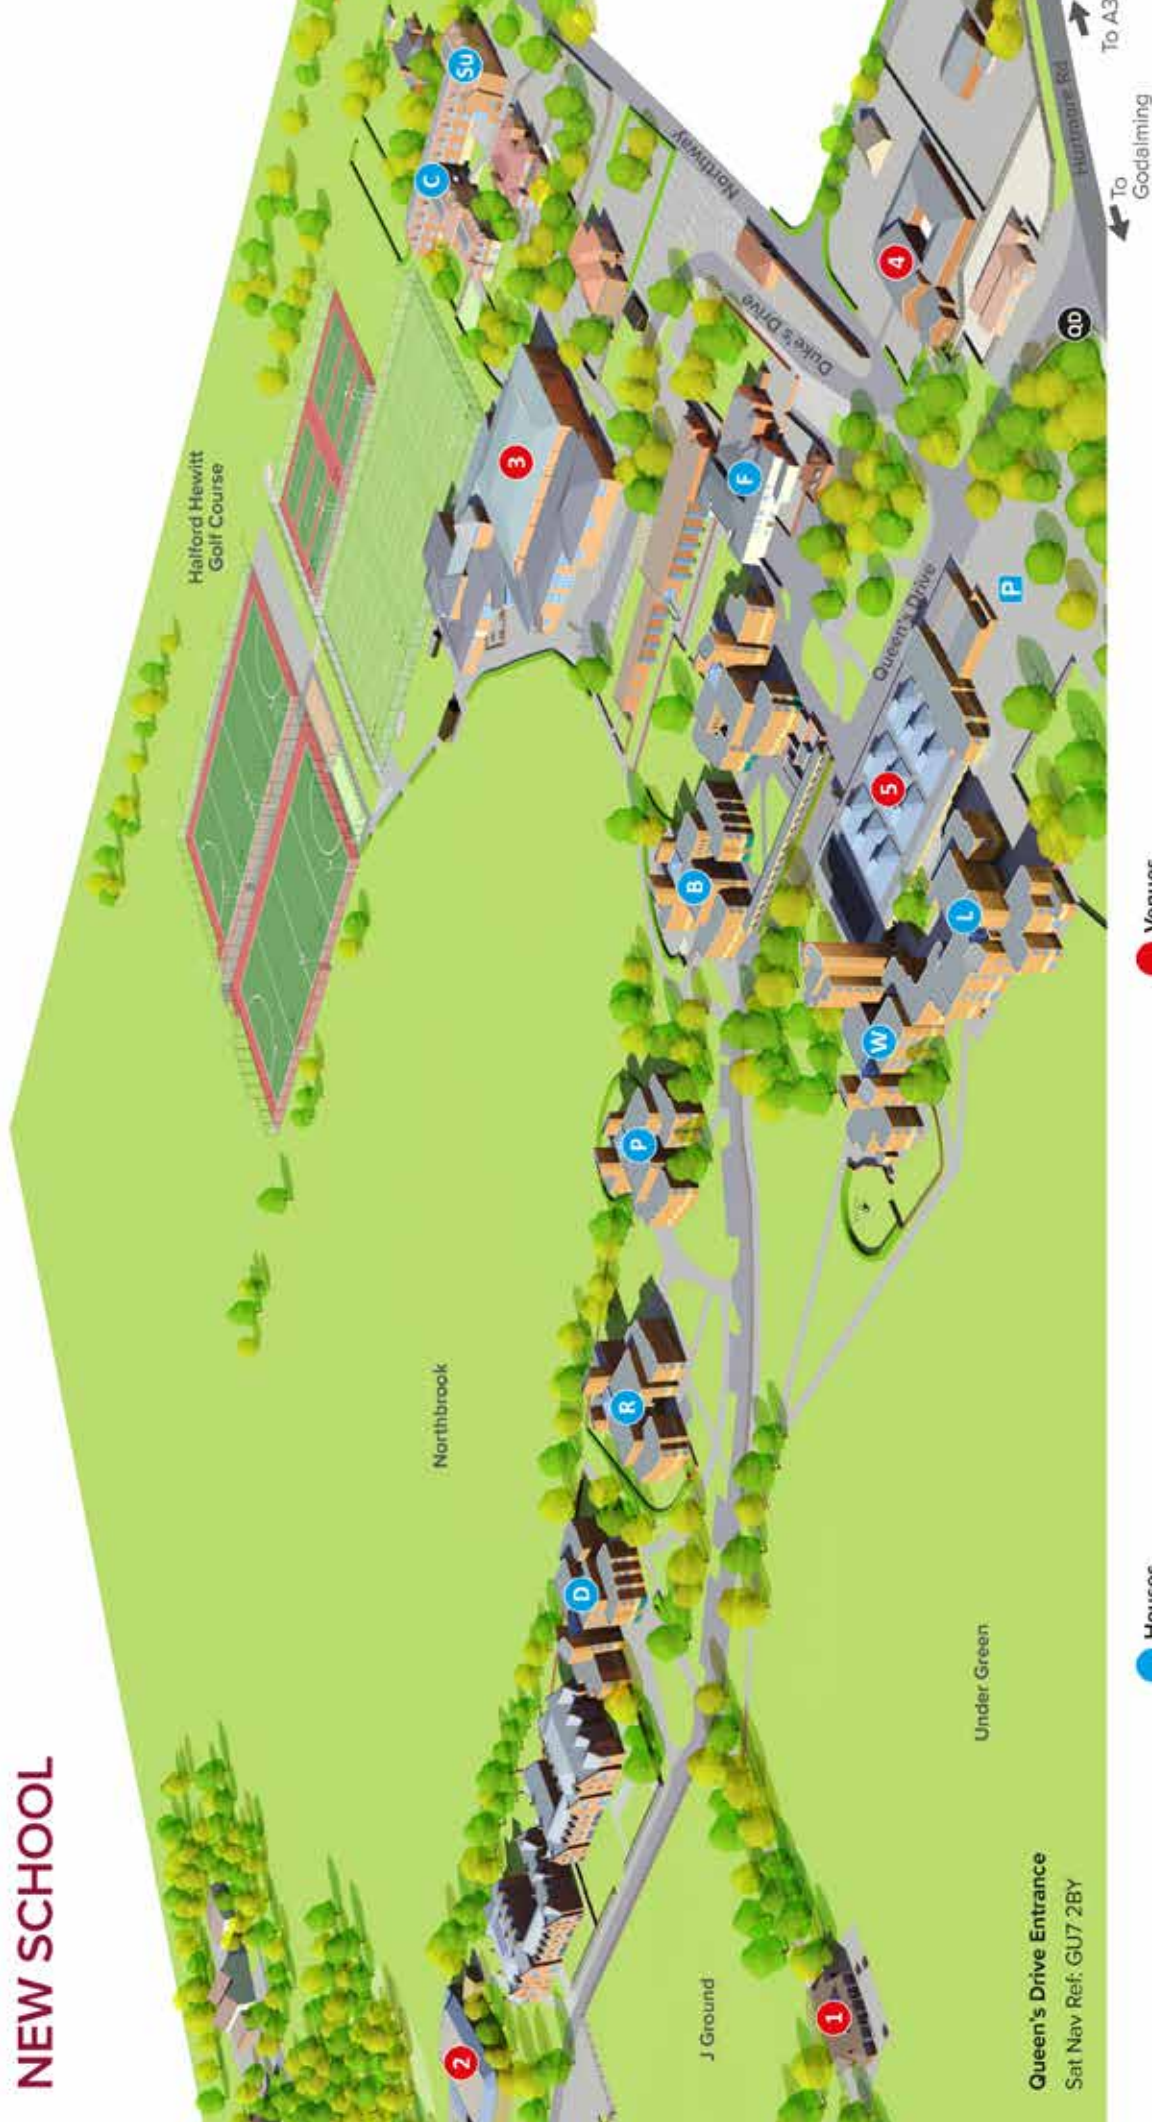 NEW SCHOOL
Halford Hewitt
Golf Course
Northbrook
Northway
Duke's Drive
Queen's Drive
Huntmore Rd
To A3
To
Godalming
J Ground
Under Green
Su
C
3
4
QD
F
P
5
B
L
W
P
R
D
2
1
Queen's Drive Entrance
Sat Nav Ref: GU7 2BY
Houses
Venues